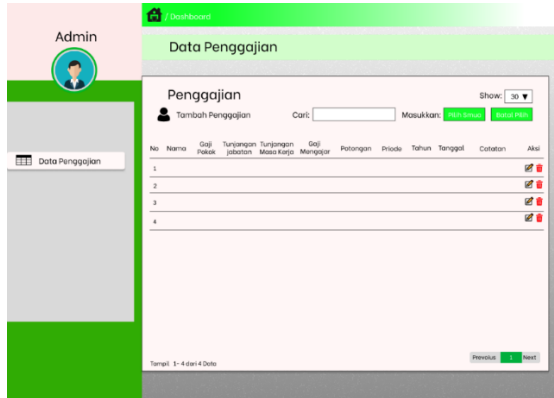 Admin
/ Dashboard
Data Penggajian
Data Penggajian
Penggajian
Show: 30 ▼
Tambah Penggajian Cari: Masukkan: Pilih Smua Batal Pilih
No Nama Gaji Pokok Tunjangan jabatan Tunjangan Masa Kerja Gaji Mengajar Potongan Priode Tahun Tanggal Catatan Aksi
1
2
3
4
Tampil 1- 4 dari 4 Data
Prevoius 1 Next